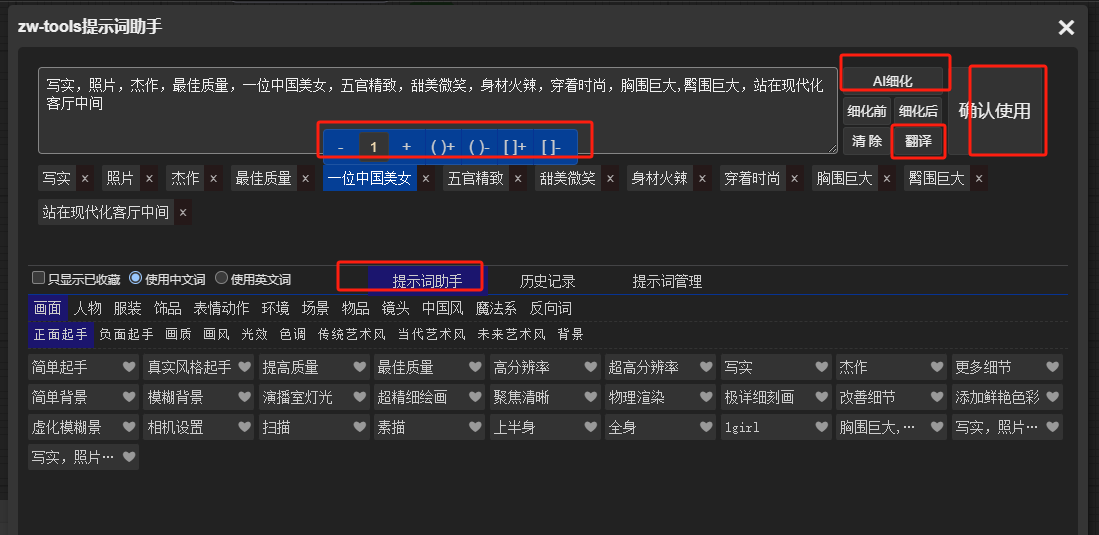 zw-tools提示词助手
写实，照片，杰作，最佳质量，一位中国美女，五官精致，甜美微笑，身材火辣，穿着时尚，胸围巨大,臀围巨大，站在现代化
客厅中间
AI细化
细化前 细化后
清 除 翻译
确认使用
- 1 + ( )+ ( )- [ ]+ [ ]-
写实 x 照片 x 杰作 x 最佳质量 x 一位中国美女 x 五官精致 x 甜美微笑 x 身材火辣 x 穿着时尚 x 胸围巨大 x 臀围巨大 x
站在现代化客厅中间 x
只显示已收藏 使用中文词 使用英文词 提示词助手 历史记录 提示词管理
画面 人物 服装 饰品 表情动作 环境 场景 物品 镜头 中国风 魔法系 反向词
正面起手 负面起手 画质 画风 光效 色调 传统艺术风 当代艺术风 未来艺术风 背景
简单起手 真实风格起手 提高质量 最佳质量 高分辨率 超高分辨率 写实 杰作 更多细节
简单背景 模糊背景 演播室灯光 超精细绘画 聚焦清晰 物理渲染 极详细刻画 改善细节 添加鲜艳色彩
虚化模糊景 相机设置 扫描 素描 上半身 全身 1girl 胸围巨大,… 写实，照片…
写实，照片…